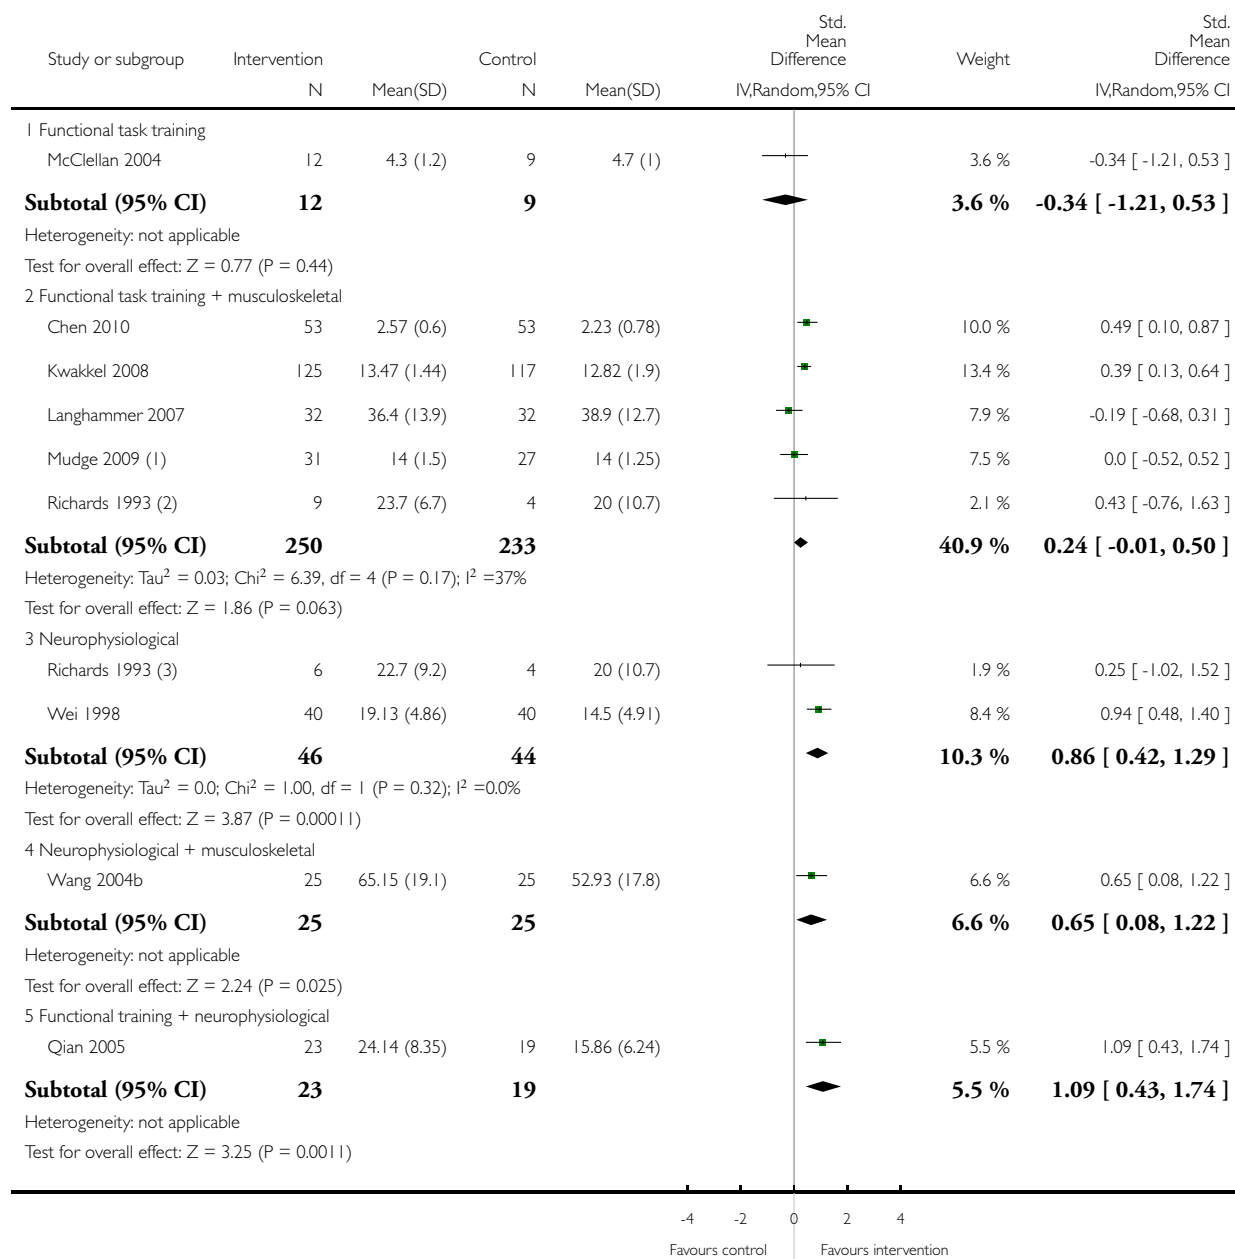 Study or subgroup Intervention Control Std. Mean Difference Weight Std. Mean Difference
N Mean(SD) N Mean(SD) IV,Random,95% CI IV,Random,95% CI
1 Functional task training
McClellan 2004 12 4.3 (1.2) 9 4.7 (1) 3.6 % -0.34 [ -1.21, 0.53 ]
Subtotal (95% CI) 12 9 3.6 % -0.34 [ -1.21, 0.53 ]
Heterogeneity: not applicable
Test for overall effect: Z = 0.77 (P = 0.44)
2 Functional task training + musculoskeletal
Chen 2010 53 2.57 (0.6) 53 2.23 (0.78) 10.0 % 0.49 [ 0.10, 0.87 ]
Kwakkel 2008 125 13.47 (1.44) 117 12.82 (1.9) 13.4 % 0.39 [ 0.13, 0.64 ]
Langhammer 2007 32 36.4 (13.9) 32 38.9 (12.7) 7.9 % -0.19 [ -0.68, 0.31 ]
Mudge 2009 (1) 31 14 (1.5) 27 14 (1.25) 7.5 % 0.0 [ -0.52, 0.52 ]
Richards 1993 (2) 9 23.7 (6.7) 4 20 (10.7) 2.1 % 0.43 [ -0.76, 1.63 ]
Subtotal (95% CI) 250 233 40.9 % 0.24 [ -0.01, 0.50 ]
Heterogeneity: Tau² = 0.03; Chi² = 6.39, df = 4 (P = 0.17); I² =37%
Test for overall effect: Z = 1.86 (P = 0.063)
3 Neurophysiological
Richards 1993 (3) 6 22.7 (9.2) 4 20 (10.7) 1.9 % 0.25 [ -1.02, 1.52 ]
Wei 1998 40 19.13 (4.86) 40 14.5 (4.91) 8.4 % 0.94 [ 0.48, 1.40 ]
Subtotal (95% CI) 46 44 10.3 % 0.86 [ 0.42, 1.29 ]
Heterogeneity: Tau² = 0.0; Chi² = 1.00, df = 1 (P = 0.32); I² =0.0%
Test for overall effect: Z = 3.87 (P = 0.00011)
4 Neurophysiological + musculoskeletal
Wang 2004b 25 65.15 (19.1) 25 52.93 (17.8) 6.6 % 0.65 [ 0.08, 1.22 ]
Subtotal (95% CI) 25 25 6.6 % 0.65 [ 0.08, 1.22 ]
Heterogeneity: not applicable
Test for overall effect: Z = 2.24 (P = 0.025)
5 Functional training + neurophysiological
Qian 2005 23 24.14 (8.35) 19 15.86 (6.24) 5.5 % 1.09 [ 0.43, 1.74 ]
Subtotal (95% CI) 23 19 5.5 % 1.09 [ 0.43, 1.74 ]
Heterogeneity: not applicable
Test for overall effect: Z = 3.25 (P = 0.0011)
-4 -2 0 2 4
Favours control Favours intervention